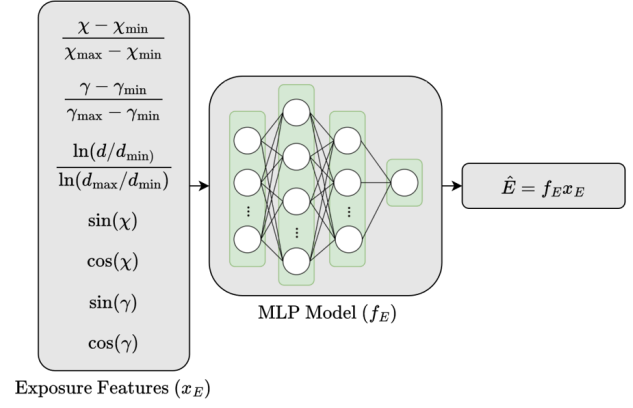 χ − χ_min
χ_max − χ_min
γ − γ_min
γ_max − γ_min
ln(d/d_min)
ln(d_max/d_min)
sin(χ)
cos(χ)
sin(γ)
cos(γ)
Exposure Features (x_E)
...
...
...
MLP Model (f_E)
Ê = f_E x_E